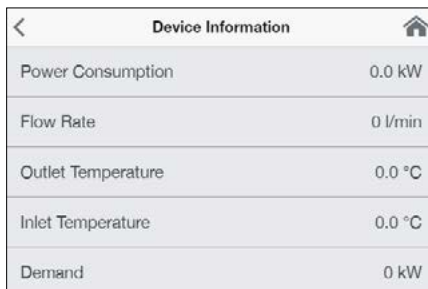 Device Information
Power Consumption 0.0 kW
Flow Rate 0 l/min
Outlet Temperature 0.0 °C
Inlet Temperature 0.0 °C
Demand 0 kW